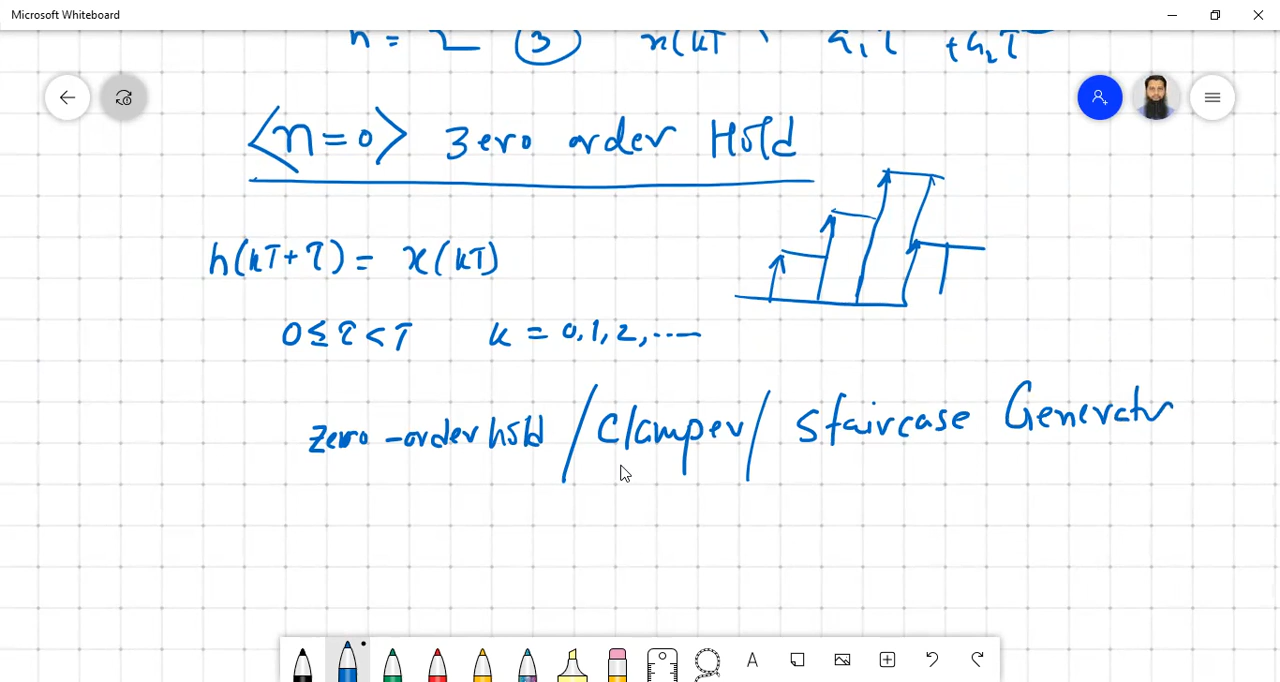 Microsoft Whiteboard
n =
<n=0> Zero order Hold
h(kT+τ) = x(kT)
0 ≤ τ < T k = 0,1,2,.....
zero-order hold / Clamper / Staircase Generator
A